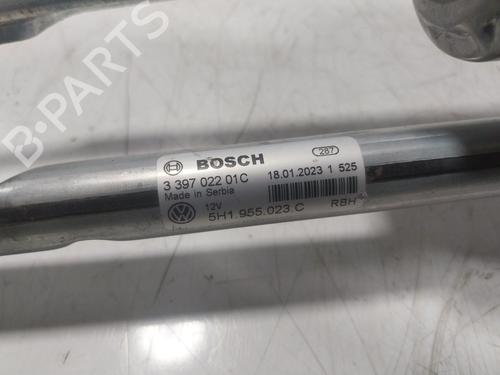 BOSCH
287
3 397 022 01C 18.01.2023 1 525
Made in Serbia
12V
5H1.955.023.C RBH
B-PARTS